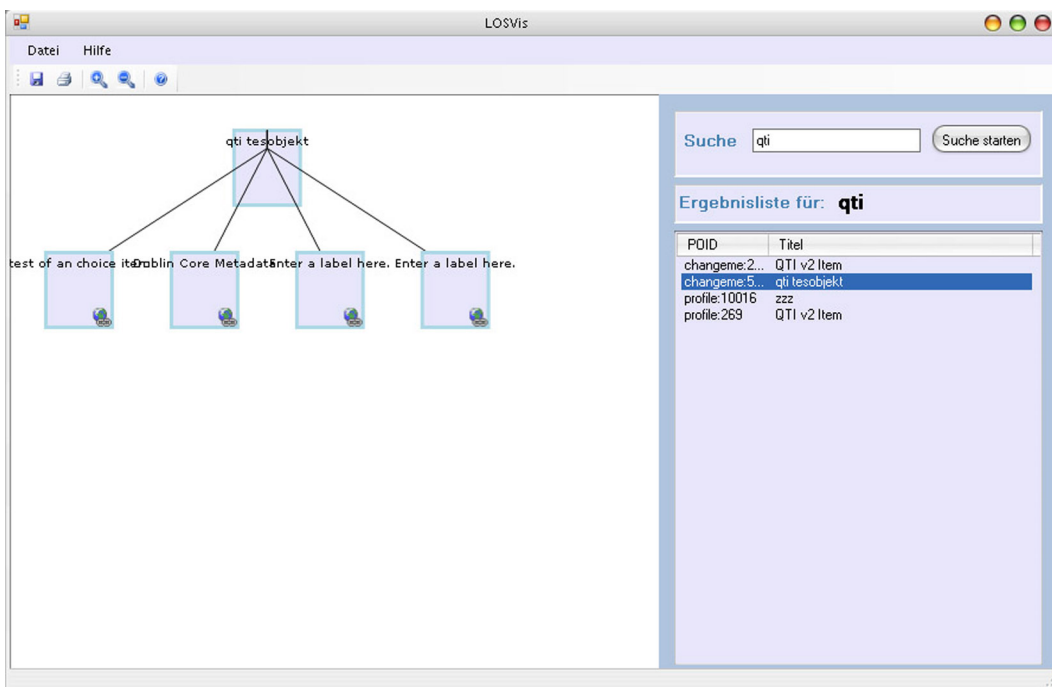 LOSVis
Datei Hilfe
qti tesobjekt
test of an choice item
Dublin Core Metadata
Enter a label here.
Enter a label here.
Suche qti Suche starten
Ergebnisliste für: qti
POID Titel
changeme:2... QTI v2 Item
changeme:5... qti tesobjekt
profile:10016 zzz
profile:269 QTI v2 Item